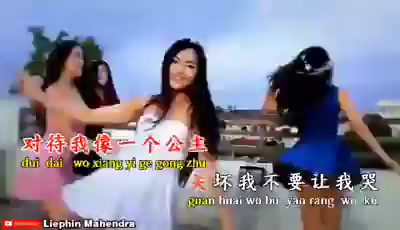 对待我像一个公主
dui dai wo xiang yi ge gong zhu
关坏我不要让我哭
guan huai wo bu yao rang wo ku
Liephin Mahendra